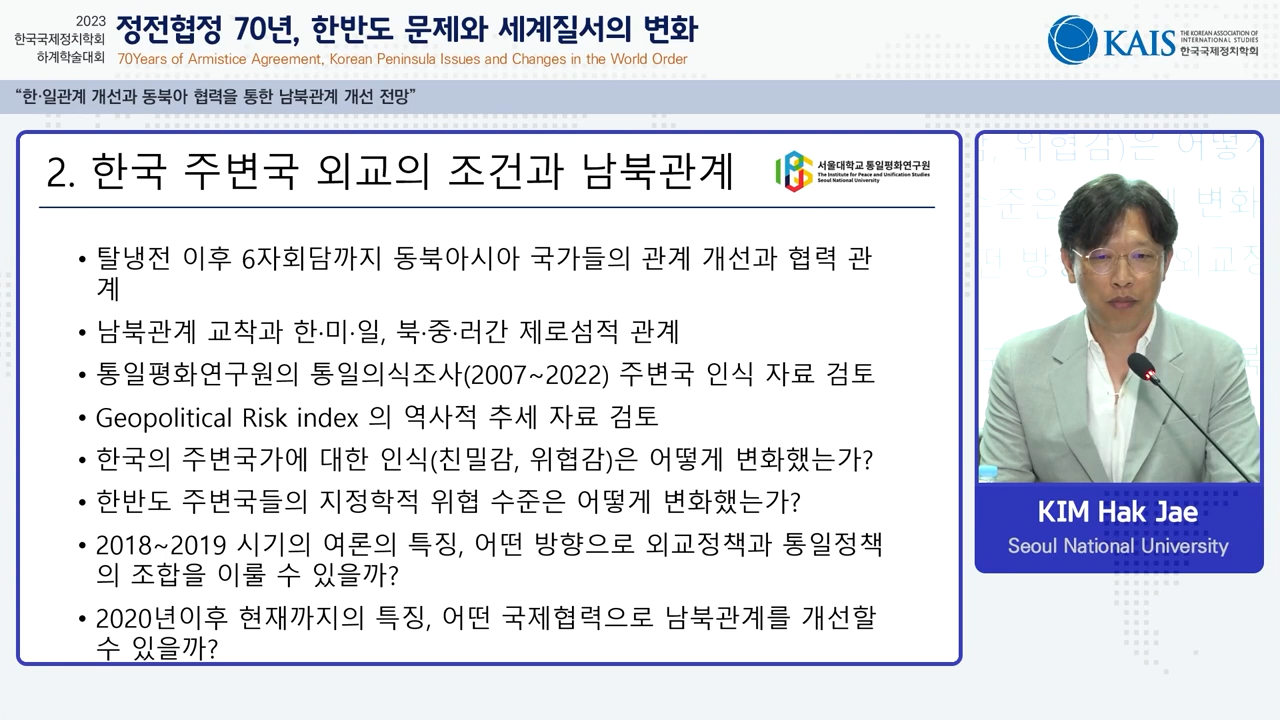 2023
한국국제정치학회
하계학술대회
정전협정 70년, 한반도 문제와 세계질서의 변화
70Years of Armistice Agreement, Korean Peninsula Issues and Changes in the World Order
KAIS
THE KOREAN ASSOCIATION OF
INTERNATIONAL STUDIES
한국국제정치학회
“한·일관계 개선과 동북아 협력을 통한 남북관계 개선 전망”
2. 한국 주변국 외교의 조건과 남북관계
서울대학교 통일평화연구원
The Institute for Peace and Unification Studies
Seoul National University
• 탈냉전 이후 6자회담까지 동북아시아 국가들의 관계 개선과 협력 관
계
• 남북관계 교착과 한·미·일, 북·중·러간 제로섬적 관계
• 통일평화연구원의 통일의식조사(2007~2022) 주변국 인식 자료 검토
• Geopolitical Risk index 의 역사적 추세 자료 검토
• 한국의 주변국가에 대한 인식(친밀감, 위협감)은 어떻게 변화했는가?
• 한반도 주변국들의 지정학적 위협 수준은 어떻게 변화했는가?
• 2018~2019 시기의 여론의 특징, 어떤 방향으로 외교정책과 통일정책
의 조합을 이룰 수 있을까?
• 2020년이후 현재까지의 특징, 어떤 국제협력으로 남북관계를 개선할
수 있을까?
위협감)은
변화
외교정
KIM Hak Jae
Seoul National University